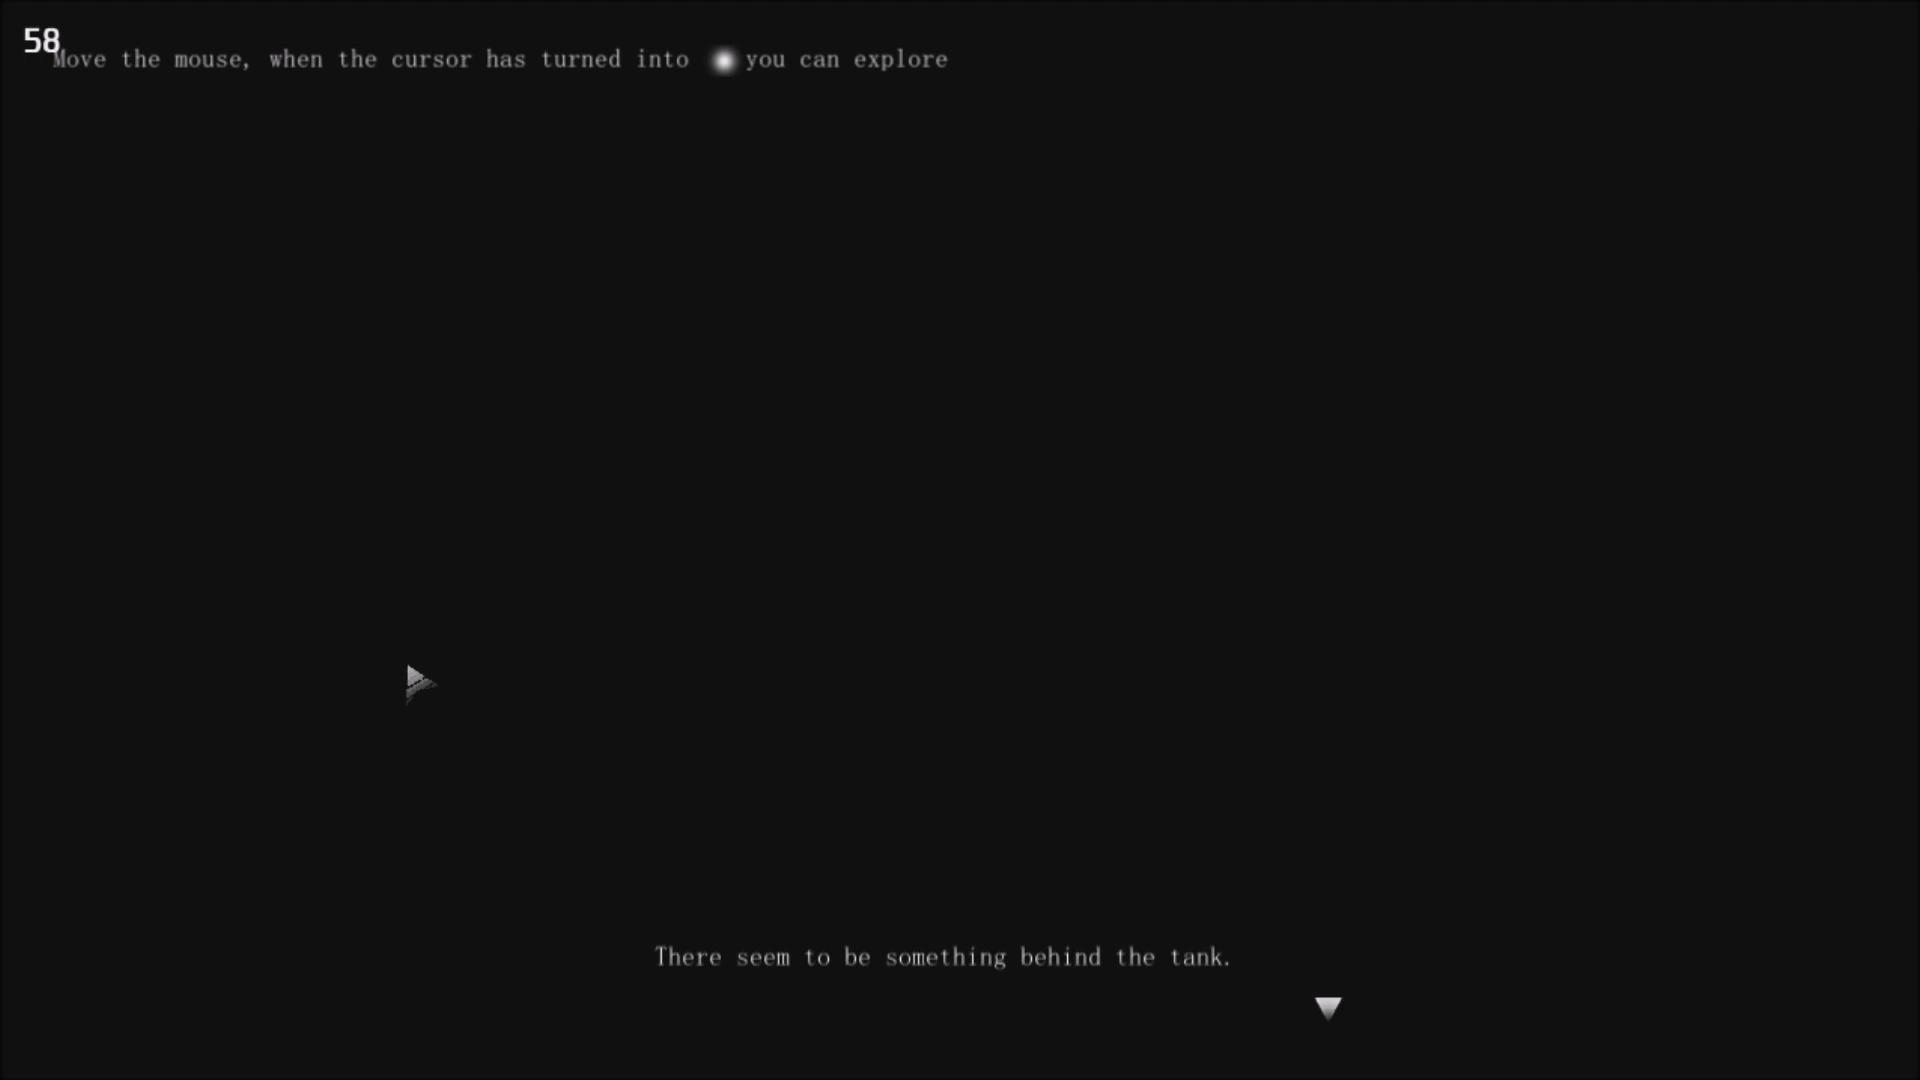 58
Move the mouse, when the cursor has turned into you can explore
There seem to be something behind the tank.